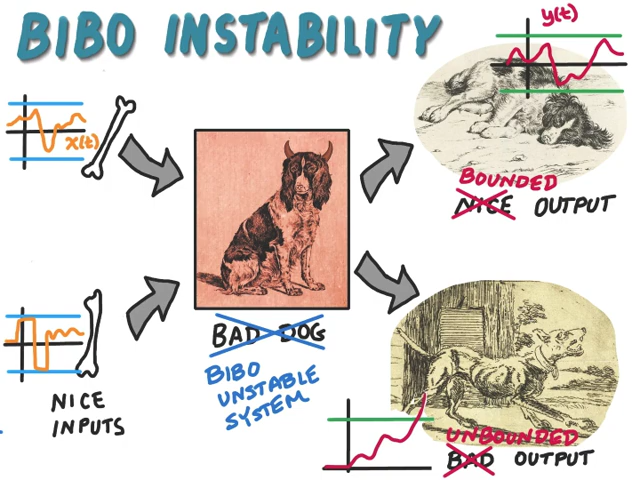 BIBO INSTABILITY
y(t)
x(t)
BOUNDED
NICE OUTPUT
BAD DOG
BIBO
UNSTABLE
SYSTEM
NICE
INPUTS
UNBOUNDED
BAD OUTPUT